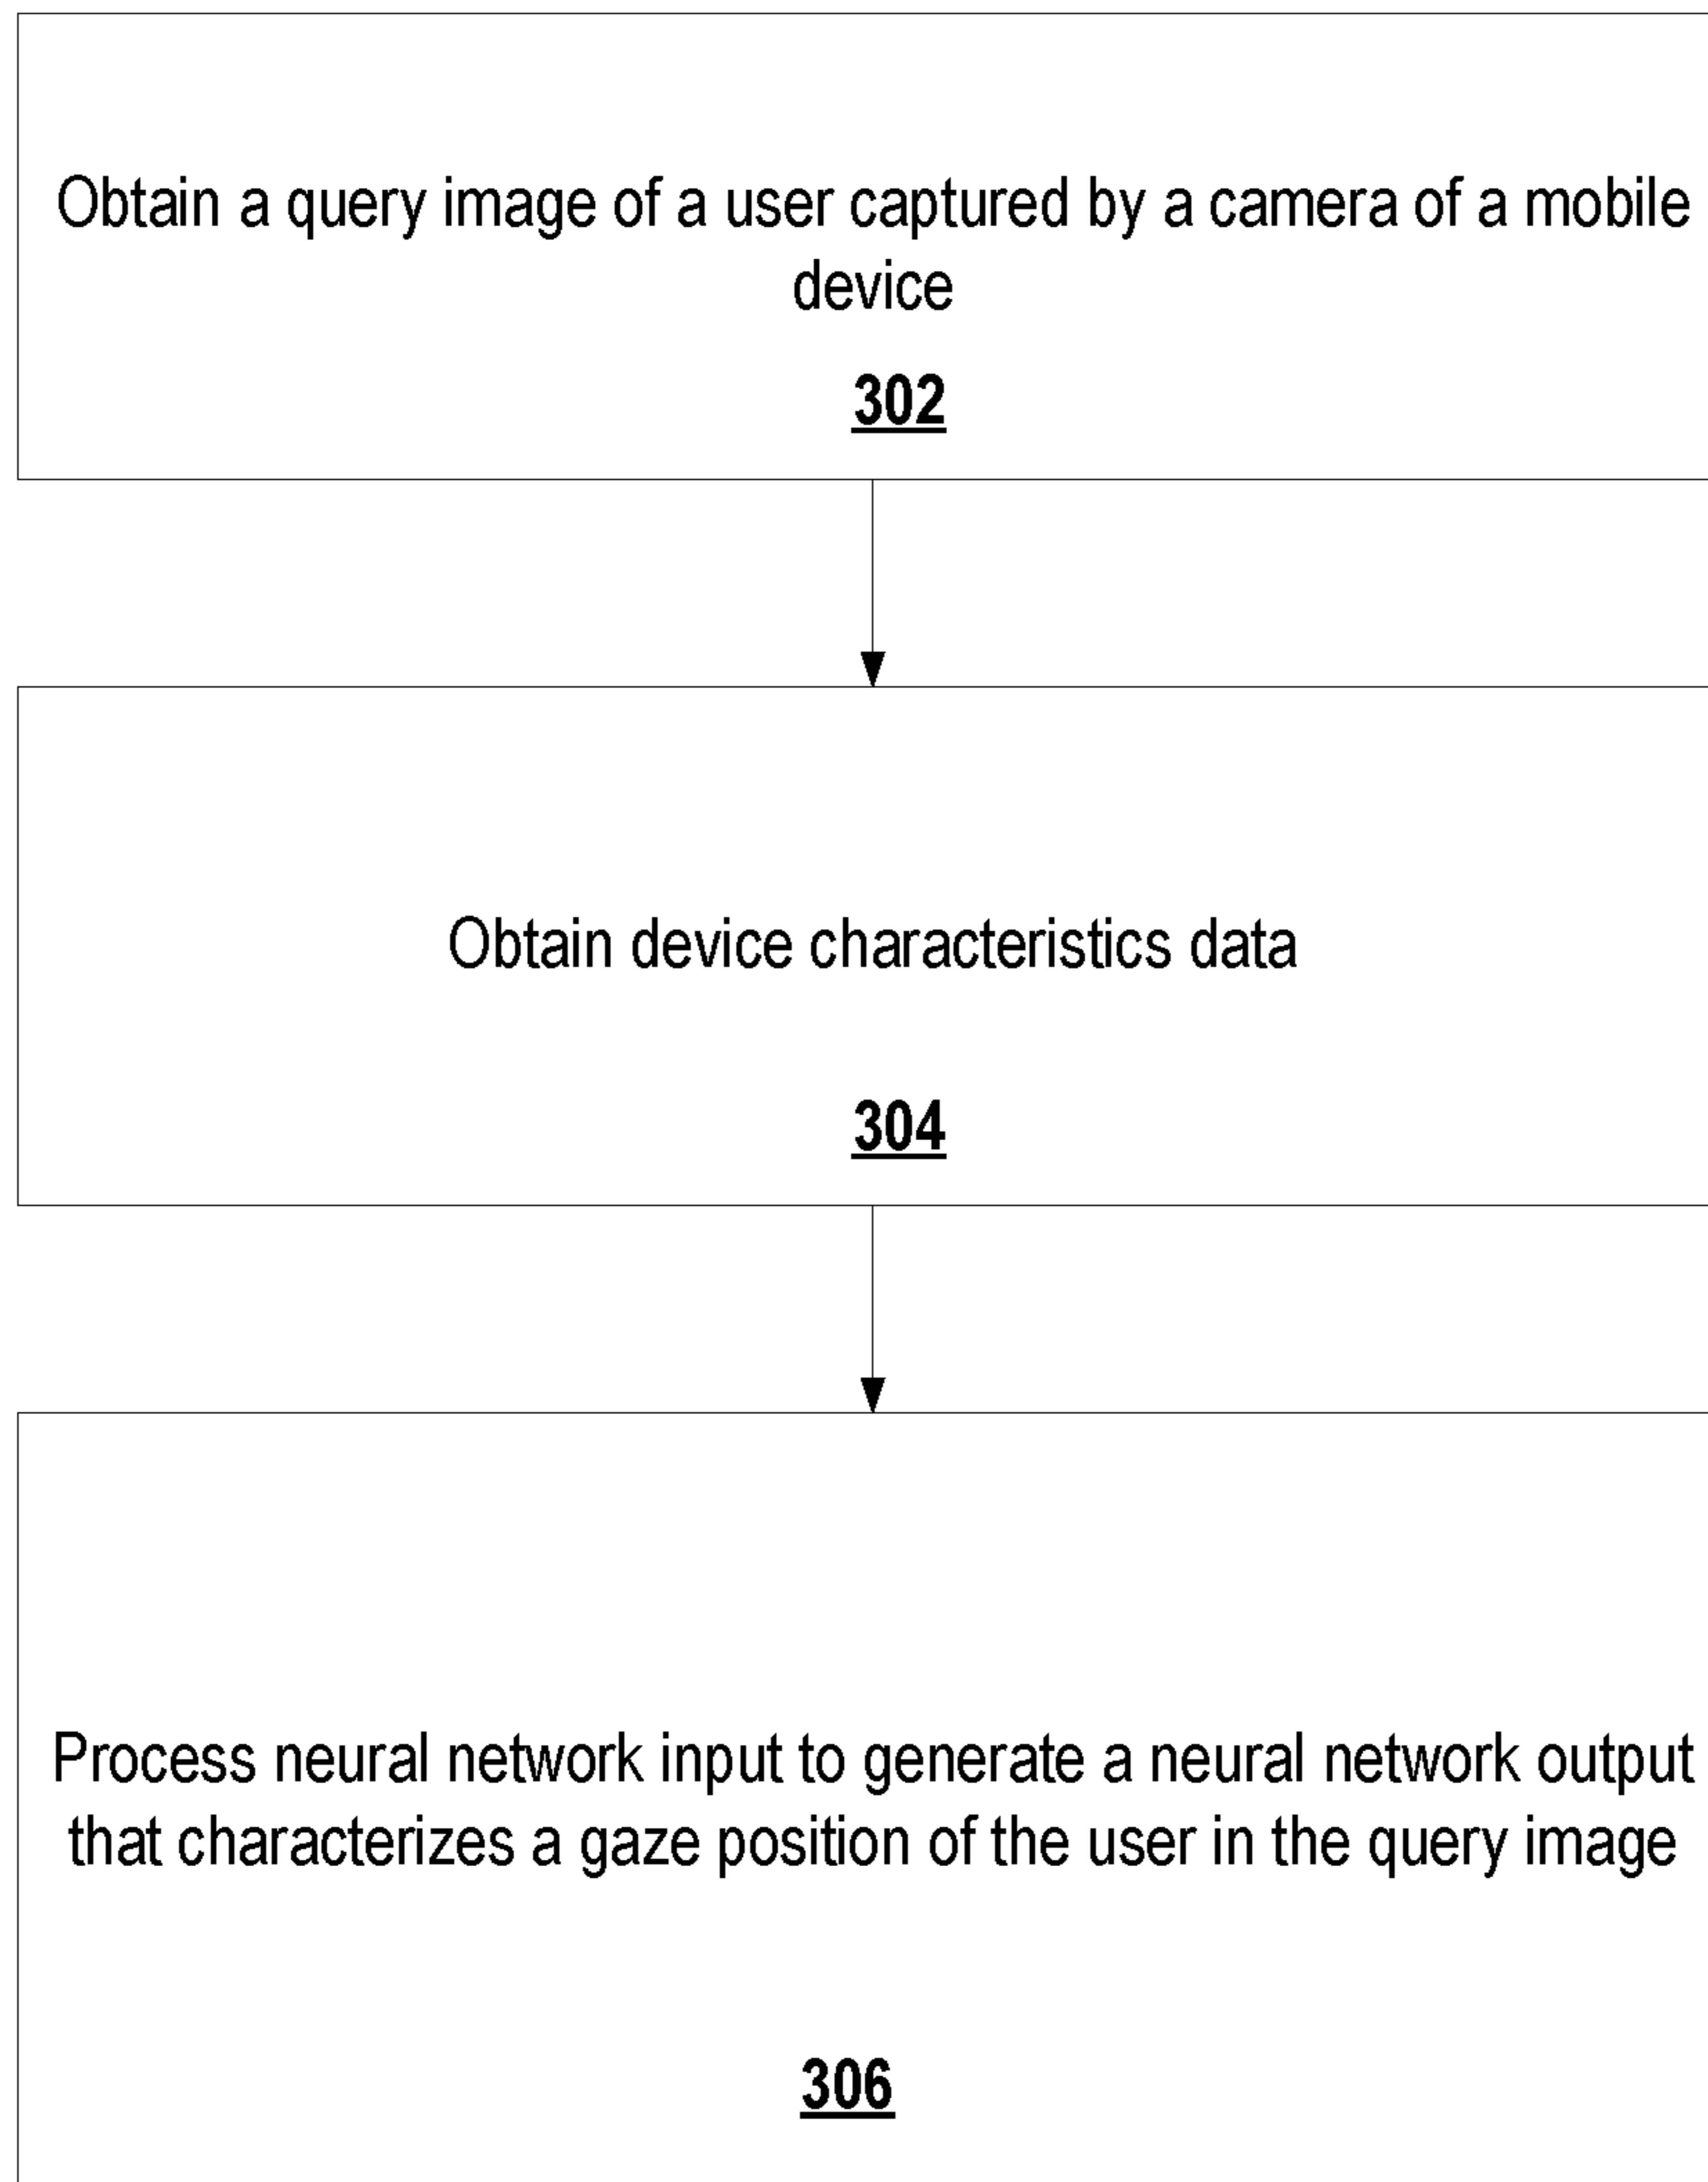 Obtain a query image of a user captured by a camera of a mobile
device
302
Obtain device characteristics data
304
Process neural network input to generate a neural network output
that characterizes a gaze position of the user in the query image
306